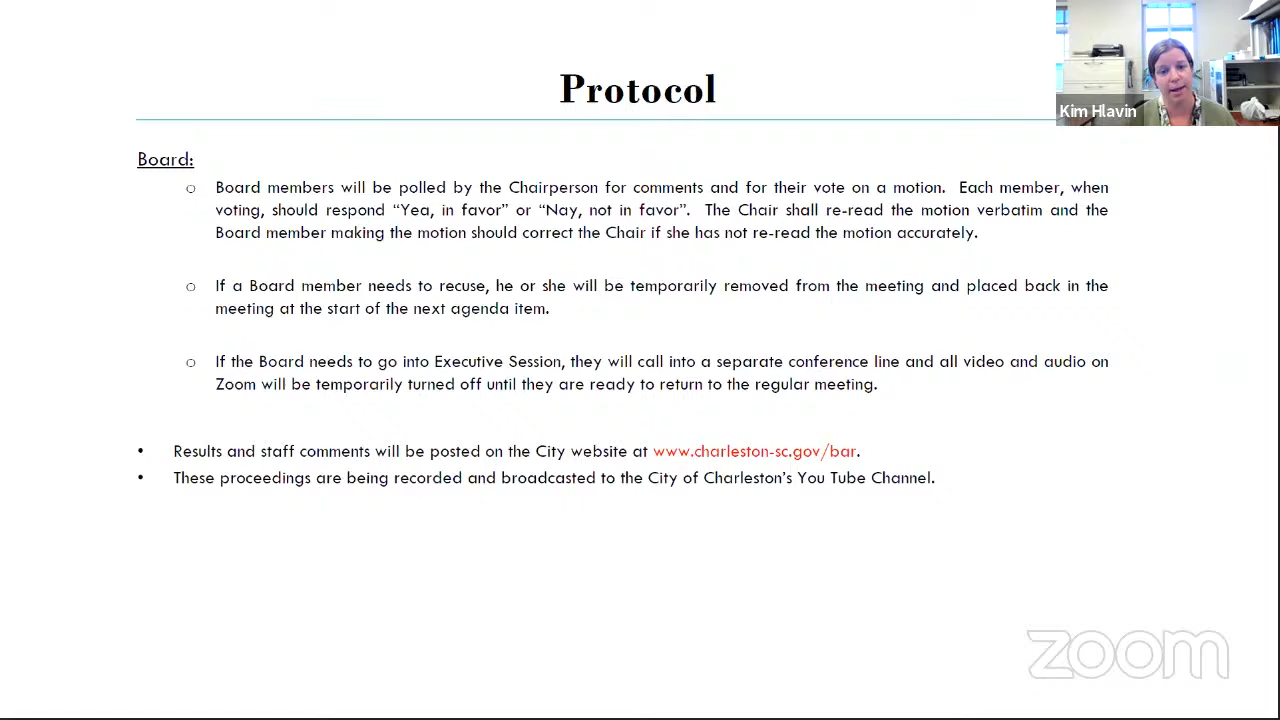 Protocol
Kim Hlavin
Board:
o Board members will be polled by the Chairperson for comments and for their vote on a motion. Each member, when
voting, should respond “Yea, in favor” or “Nay, not in favor”. The Chair shall re-read the motion verbatim and the
Board member making the motion should correct the Chair if she has not re-read the motion accurately.
o If a Board member needs to recuse, he or she will be temporarily removed from the meeting and placed back in the
meeting at the start of the next agenda item.
o If the Board needs to go into Executive Session, they will call into a separate conference line and all video and audio on
Zoom will be temporarily turned off until they are ready to return to the regular meeting.
• Results and staff comments will be posted on the City website at www.charleston-sc.gov/bar.
• These proceedings are being recorded and broadcasted to the City of Charleston’s You Tube Channel.
zoom